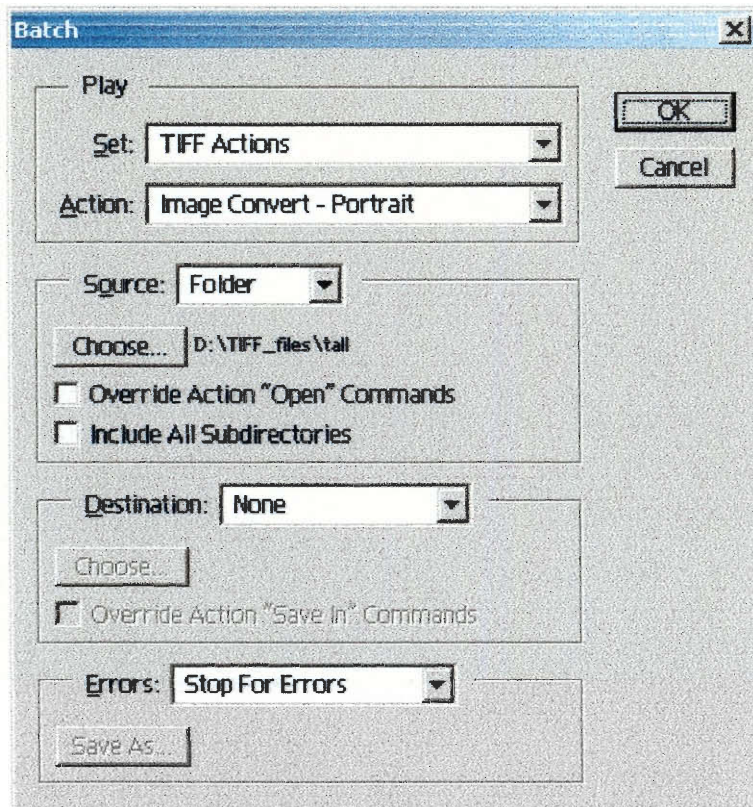 Batch
Play
OK
Set: TIFF Actions
Cancel
Action: Image Convert - Portrait
Source: Folder
Choose... D:\TIFF_files\tall
Override Action "Open" Commands
Include All Subdirectories
Destination: None
Choose...
Override Action "Save In" Commands
Errors: Stop For Errors
Save As...